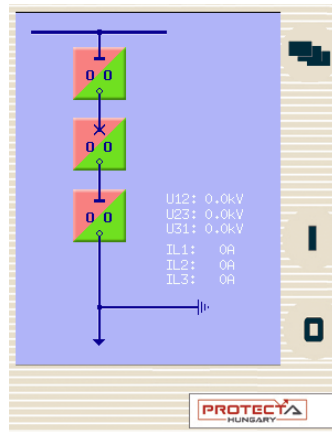 0 0
0 0
0 0
U12: 0.0kV
U23: 0.0kV
U31: 0.0kV
IL1: 0A
IL2: 0A
IL3: 0A
I
O
PROTECTA
HUNGARY